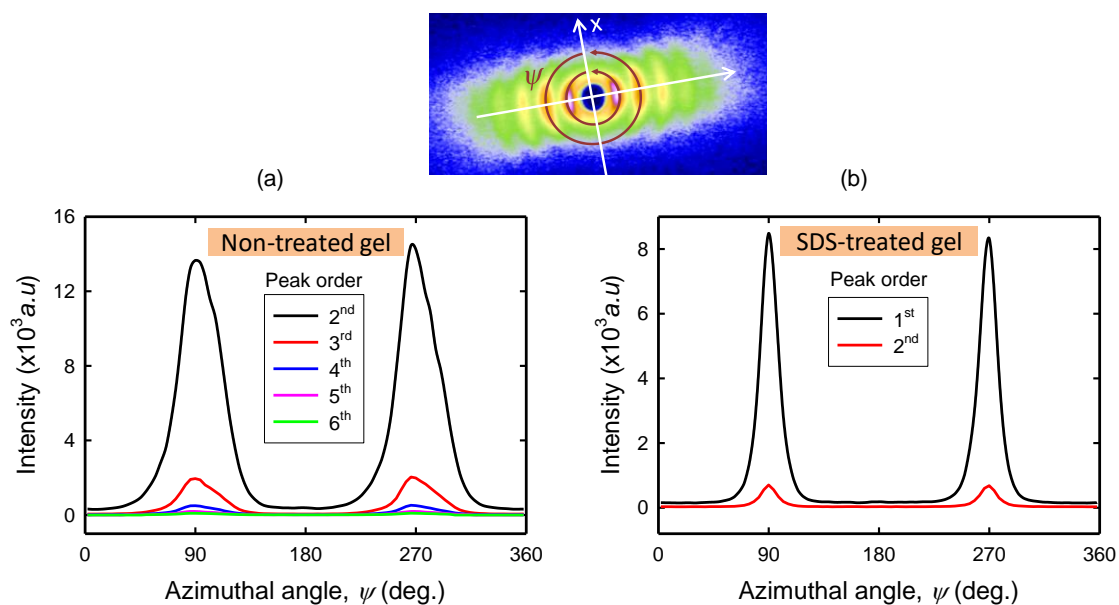 x
ψ
(a)
(b)
Non-treated gel
Peak order
2nd
3rd
4th
5th
6th
16
12
8
4
0
Intensity (x10³a.u)
0
90
180
270
360
Azimuthal angle, ψ (deg.)
SDS-treated gel
Peak order
1st
2nd
8
6
4
2
0
Intensity (x10³a.u)
0
90
180
270
360
Azimuthal angle, ψ (deg.)